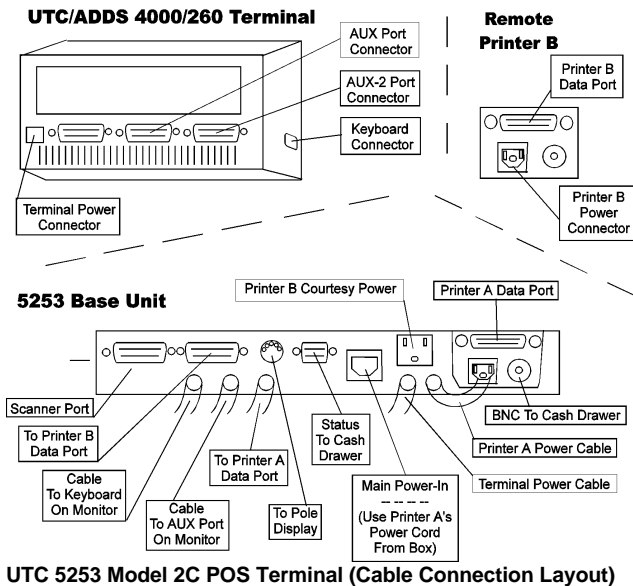 UTC/ADDS 4000/260 Terminal
AUX Port
Connector
AUX-2 Port
Connector
Keyboard
Connector
Terminal Power
Connector
Remote
Printer B
Printer B
Data Port
Printer B
Power
Connector
5253 Base Unit
Printer B Courtesy Power
Printer A Data Port
Scanner Port
To Printer B
Data Port
Cable
To Keyboard
On Monitor
Cable
To AUX Port
On Monitor
To Printer A
Data Port
To Pole
Display
Status
To Cash
Drawer
Main Power-In
-- -- -- --
(Use Printer A's
Power Cord
From Box)
BNC To Cash Drawer
Printer A Power Cable
Terminal Power Cable
UTC 5253 Model 2C POS Terminal (Cable Connection Layout)